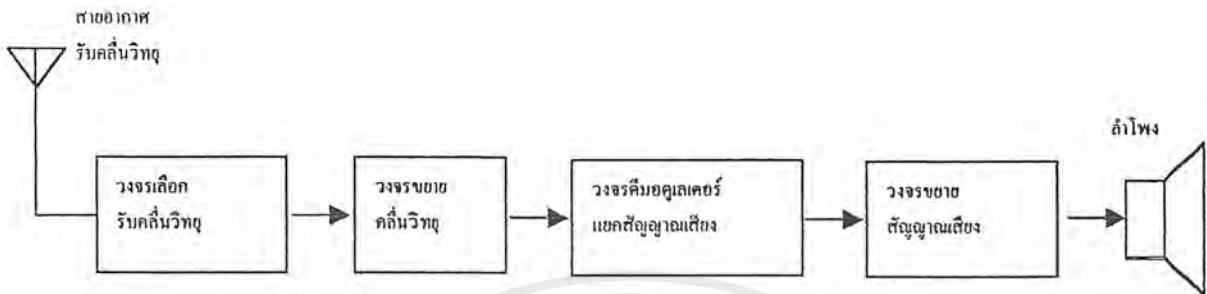 สายอากาศ
รับคลื่นวิทยุ
ลำโพง
วงจรเลือก
รับคลื่นวิทยุ
วงจรขยาย
คลื่นวิทยุ
วงจรดีมอดูเลเตอร์
แยกสัญญาณเสียง
วงจรขยาย
สัญญาณเสียง